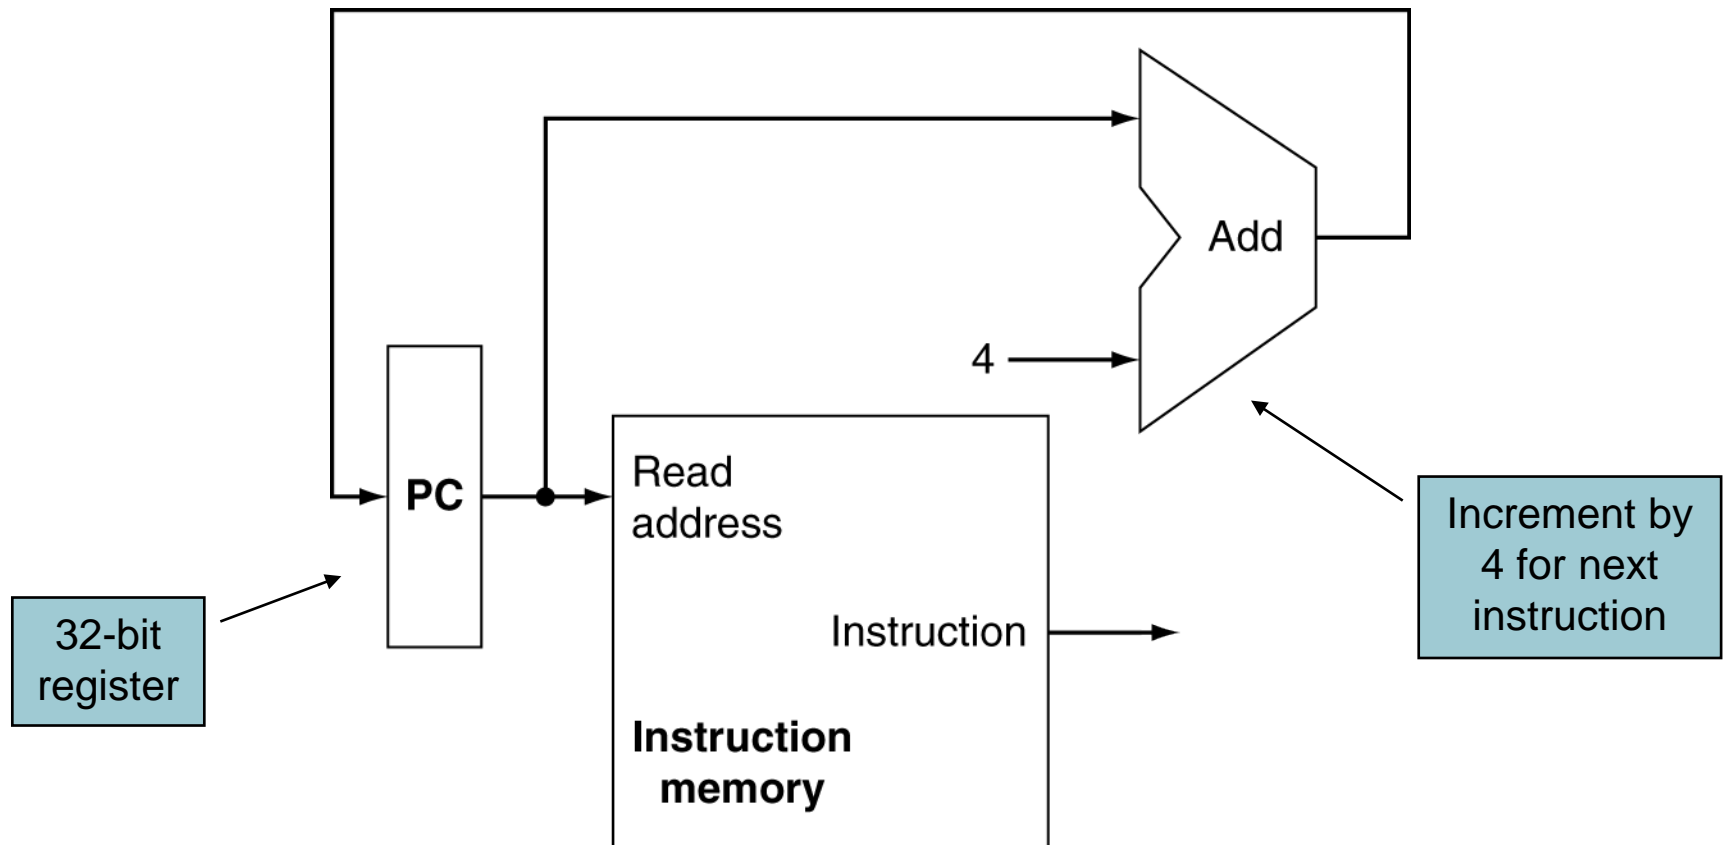 Add
4
PC
Read
address
Instruction
Instruction
memory
32-bit
register
Increment by
4 for next
instruction